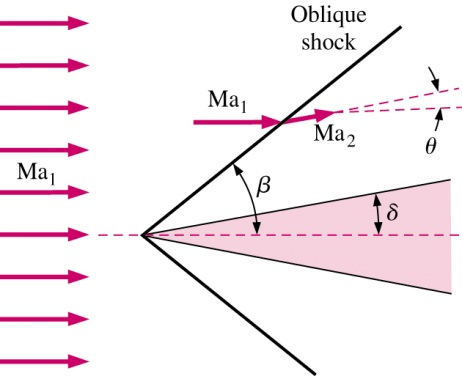 Oblique
shock
Ma₁
Ma₂
θ
Ma₁
β
δ